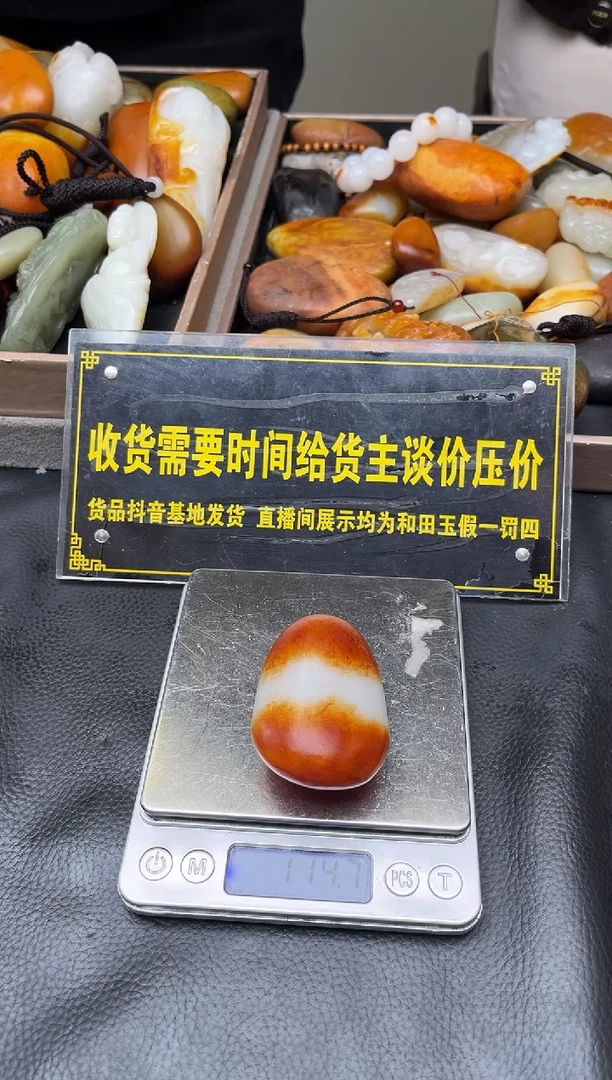 收货需要时间给货主谈价压价
货品抖音基地发货 直播间展示均为和田玉假一罚四
114.7
M
PCS
T